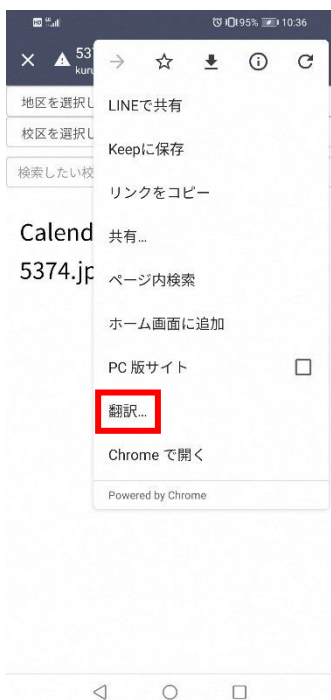 95% 10:36
53
kuru
地区を選択し
校区を選択し
検索したい校
Calend
5374.jp
LINEで共有
Keepに保存
リンクをコピー
共有...
ページ内検索
ホーム画面に追加
PC 版サイト
翻訳...
Chrome で開く
Powered by Chrome